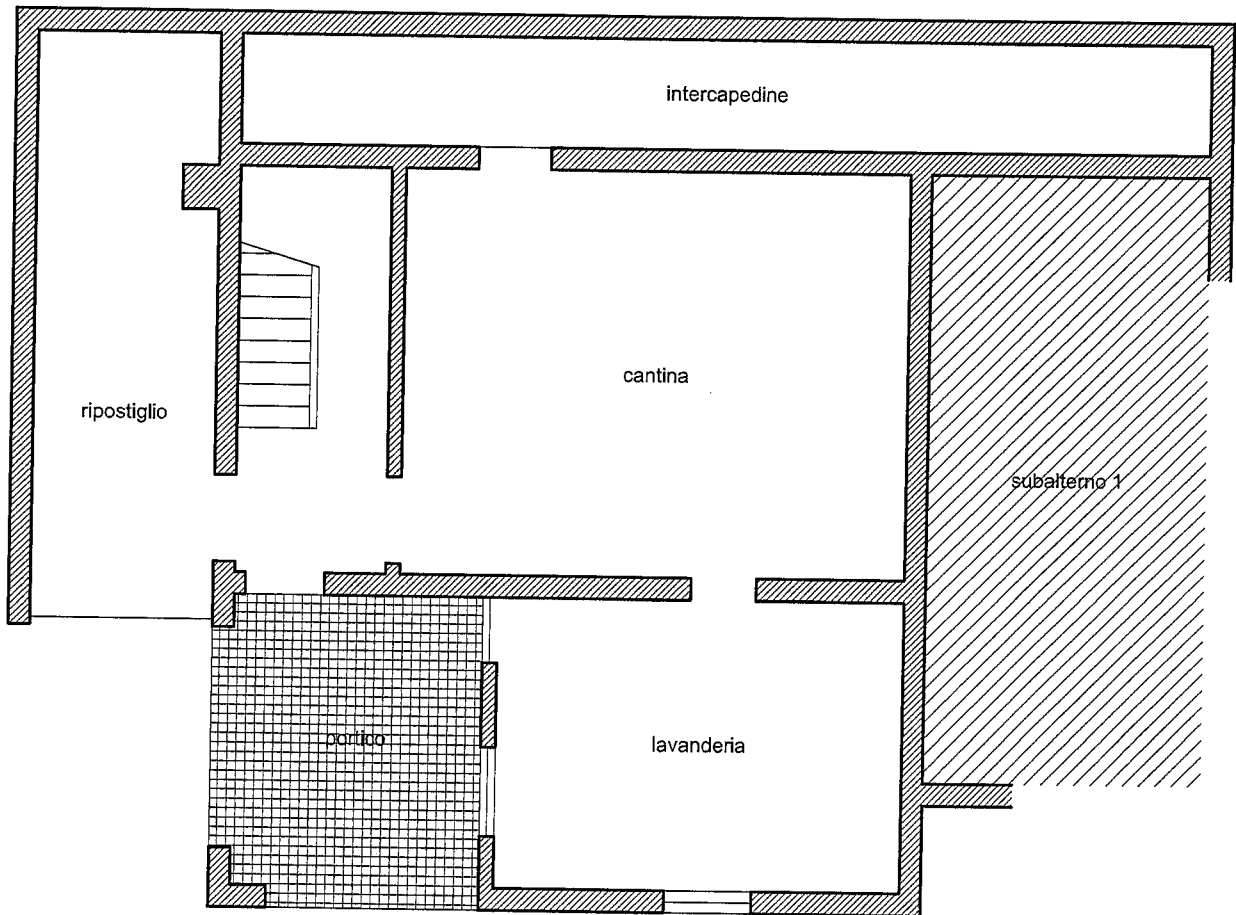 intercapedine
cantina
ripostiglio
subalterno 1
portico
lavanderia